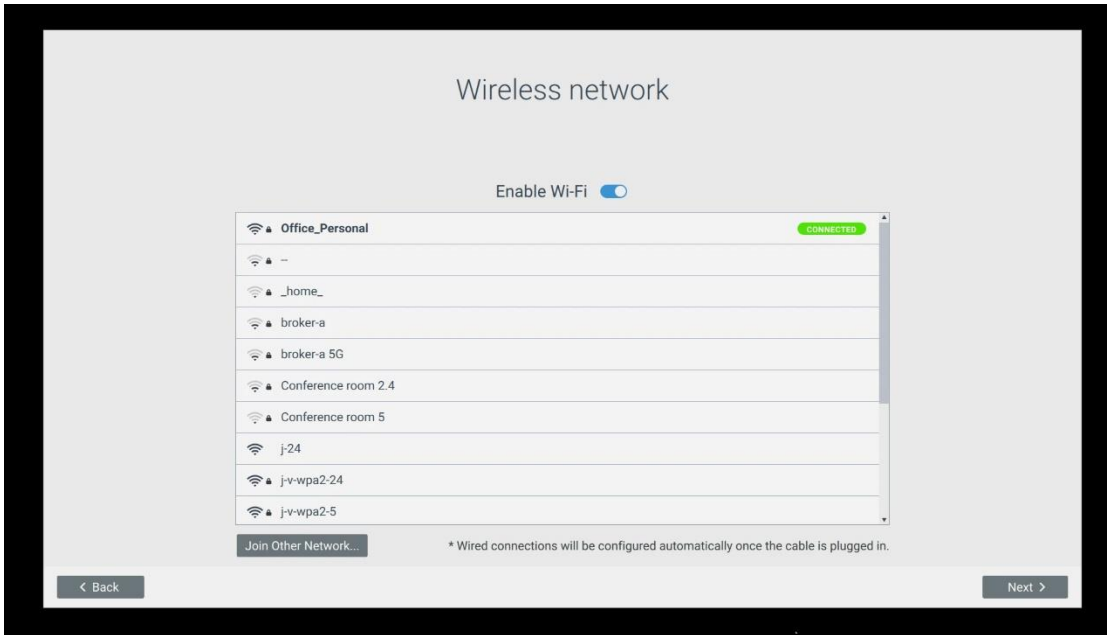 Wireless network
Enable Wi-Fi
Office_Personal CONNECTED
–
_home_
broker-a
broker-a 5G
Conference room 2.4
Conference room 5
j-24
j-v-wpa2-24
j-v-wpa2-5
Join Other Network... * Wired connections will be configured automatically once the cable is plugged in.
< Back Next >